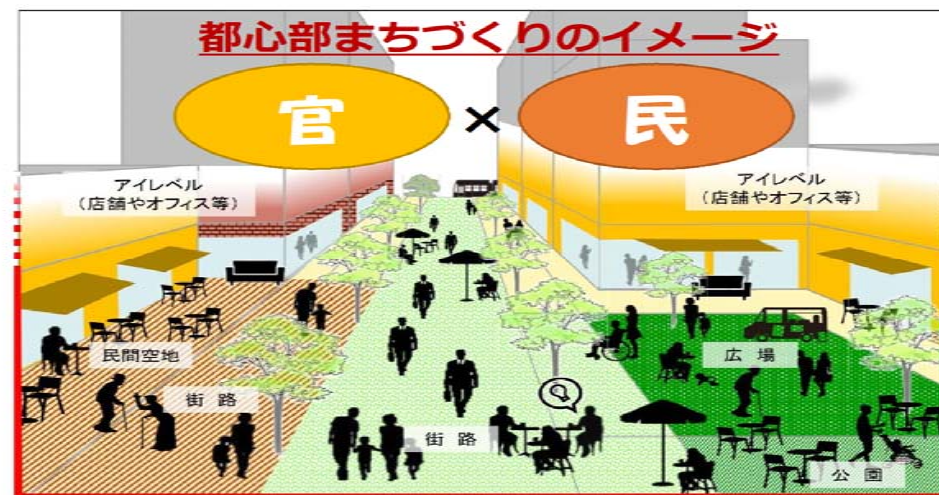 都心部まちづくりのイメージ
官 × 民
アイレベル
（店舗やオフィス等）
アイレベル
（店舗やオフィス等）
民間空地
広 場
街 路
街 路
公 園